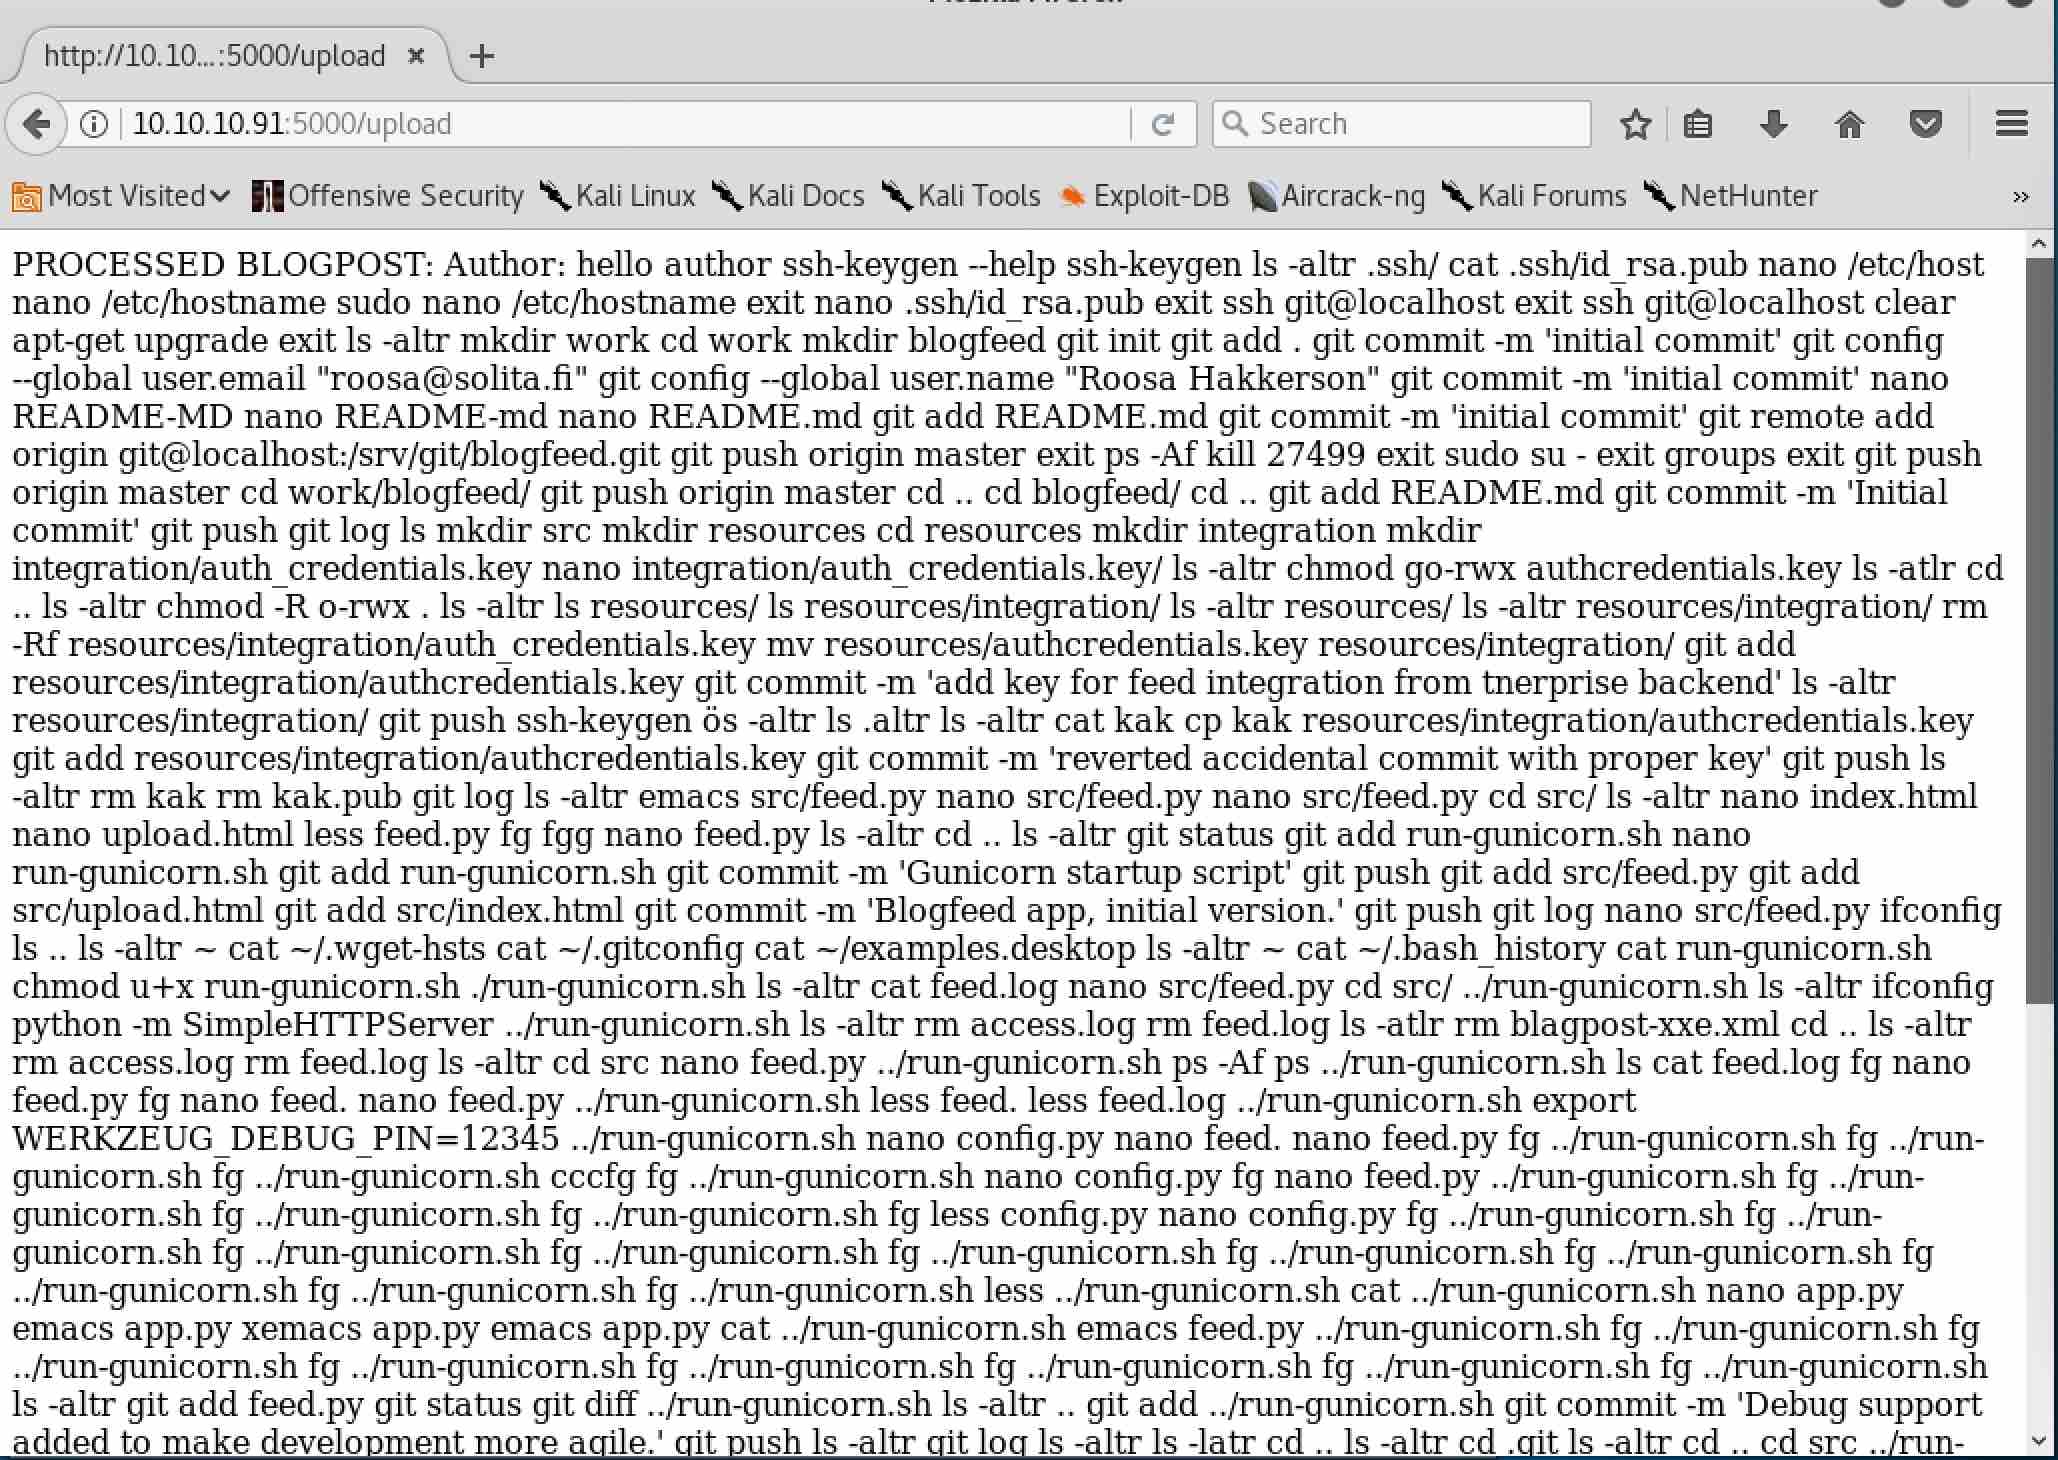 http://10.10...:5000/upload
10.10.10.91:5000/upload
Search
Most Visited Offensive Security Kali Linux Kali Docs Kali Tools Exploit-DB Aircrack-ng Kali Forums NetHunter »
PROCESSED BLOGPOST: Author: hello author ssh-keygen --help ssh-keygen ls -altr .ssh/ cat .ssh/id_rsa.pub nano /etc/host
nano /etc/hostname sudo nano /etc/hostname exit nano .ssh/id_rsa.pub exit ssh git@localhost exit ssh git@localhost clear
apt-get upgrade exit ls -altr mkdir work cd work mkdir blogfeed git init git add . git commit -m 'initial commit' git config
--global user.email "roosa@solita.fi" git config --global user.name "Roosa Hakkerson" git commit -m 'initial commit' nano
README-MD nano README-md nano README.md git add README.md git commit -m 'initial commit' git remote add
origin git@localhost:/srv/git/blogfeed.git git push origin master exit ps -Af kill 27499 exit sudo su - exit groups exit git push
origin master cd work/blogfeed/ git push origin master cd .. cd blogfeed/ cd .. git add README.md git commit -m 'Initial
commit' git push git log ls mkdir src mkdir resources cd resources mkdir integration mkdir
integration/auth_credentials.key nano integration/auth_credentials.key/ ls -altr chmod go-rwx authcredentials.key ls -atlr cd
.. ls -altr chmod -R o-rwx . ls -altr ls resources/ ls resources/integration/ ls -altr resources/ ls -altr resources/integration/ rm
-Rf resources/integration/auth_credentials.key mv resources/authcredentials.key resources/integration/ git add
resources/integration/authcredentials.key git commit -m 'add key for feed integration from tnerprise backend' ls -altr
resources/integration/ git push ssh-keygen ös -altr ls .altr ls -altr cat kak cp kak resources/integration/authcredentials.key
git add resources/integration/authcredentials.key git commit -m 'reverted accidental commit with proper key' git push ls
-altr rm kak rm kak.pub git log ls -altr emacs src/feed.py nano src/feed.py nano src/feed.py cd src/ ls -altr nano index.html
nano upload.html less feed.py fg fgg nano feed.py ls -altr cd .. ls -altr git status git add run-gunicorn.sh nano
run-gunicorn.sh git add run-gunicorn.sh git commit -m 'Gunicorn startup script' git push git add src/feed.py git add
src/upload.html git add src/index.html git commit -m 'Blogfeed app, initial version.' git push git log nano src/feed.py ifconfig
ls .. ls -altr ~ cat ~/.wget-hsts cat ~/.gitconfig cat ~/examples.desktop ls -altr ~ cat ~/.bash_history cat run-gunicorn.sh
chmod u+x run-gunicorn.sh ./run-gunicorn.sh ls -altr cat feed.log nano src/feed.py cd src/ ../run-gunicorn.sh ls -altr ifconfig
python -m SimpleHTTPServer ../run-gunicorn.sh ls -altr rm access.log rm feed.log ls -atlr rm blagpost-xxe.xml cd .. ls -altr
rm access.log rm feed.log ls -altr cd src nano feed.py ../run-gunicorn.sh ps -Af ps ../run-gunicorn.sh ls cat feed.log fg nano
feed.py fg nano feed. nano feed.py ../run-gunicorn.sh less feed. less feed.log ../run-gunicorn.sh export
WERKZEUG_DEBUG_PIN=12345 ../run-gunicorn.sh nano config.py nano feed. nano feed.py fg ../run-gunicorn.sh fg ../run-
gunicorn.sh fg ../run-gunicorn.sh cccfg fg ../run-gunicorn.sh nano config.py fg nano feed.py ../run-gunicorn.sh fg ../run-
gunicorn.sh fg ../run-gunicorn.sh fg ../run-gunicorn.sh fg less config.py nano config.py fg ../run-gunicorn.sh fg ../run-
gunicorn.sh fg ../run-gunicorn.sh fg ../run-gunicorn.sh fg ../run-gunicorn.sh fg ../run-gunicorn.sh fg ../run-gunicorn.sh fg
../run-gunicorn.sh fg ../run-gunicorn.sh fg ../run-gunicorn.sh less ../run-gunicorn.sh cat ../run-gunicorn.sh nano app.py
emacs app.py xemacs app.py emacs app.py cat ../run-gunicorn.sh emacs feed.py ../run-gunicorn.sh fg ../run-gunicorn.sh fg
../run-gunicorn.sh fg ../run-gunicorn.sh fg ../run-gunicorn.sh fg ../run-gunicorn.sh fg ../run-gunicorn.sh fg ../run-gunicorn.sh
ls -altr git add feed.py git status git diff ../run-gunicorn.sh ls -altr .. git add ../run-gunicorn.sh git commit -m 'Debug support
added to make development more agile.' git push ls -altr git log ls -altr ls -latr cd .. ls -altr cd .git ls -altr cd .. cd src ../run-